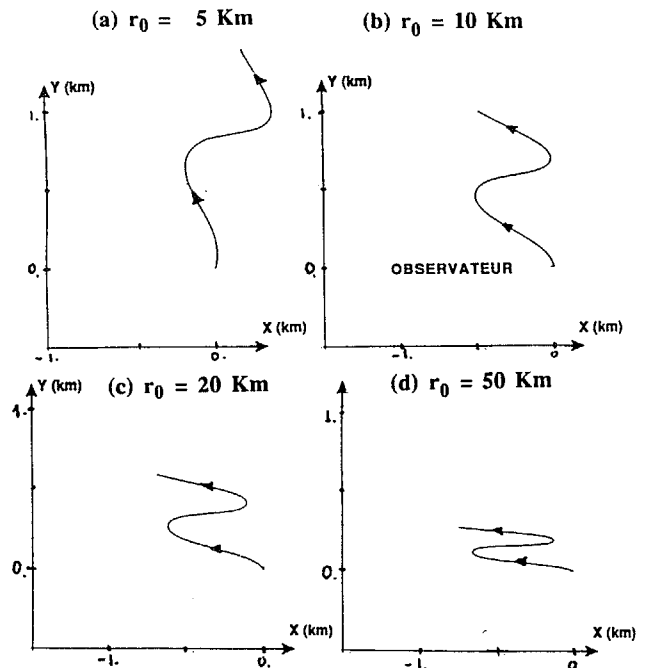 (a) r0 = 5 Km
(b) r0 = 10 Km
Y (km)
1.
0.
X (km)
-1.
0.
Y (km)
1.
0.
OBSERVATEUR
X (km)
-1.
0.
(c) r0 = 20 Km
Y (km)
1.
0.
X (km)
-1.
0.
(d) r0 = 50 Km
1.
0.
X (km)
-1.
0